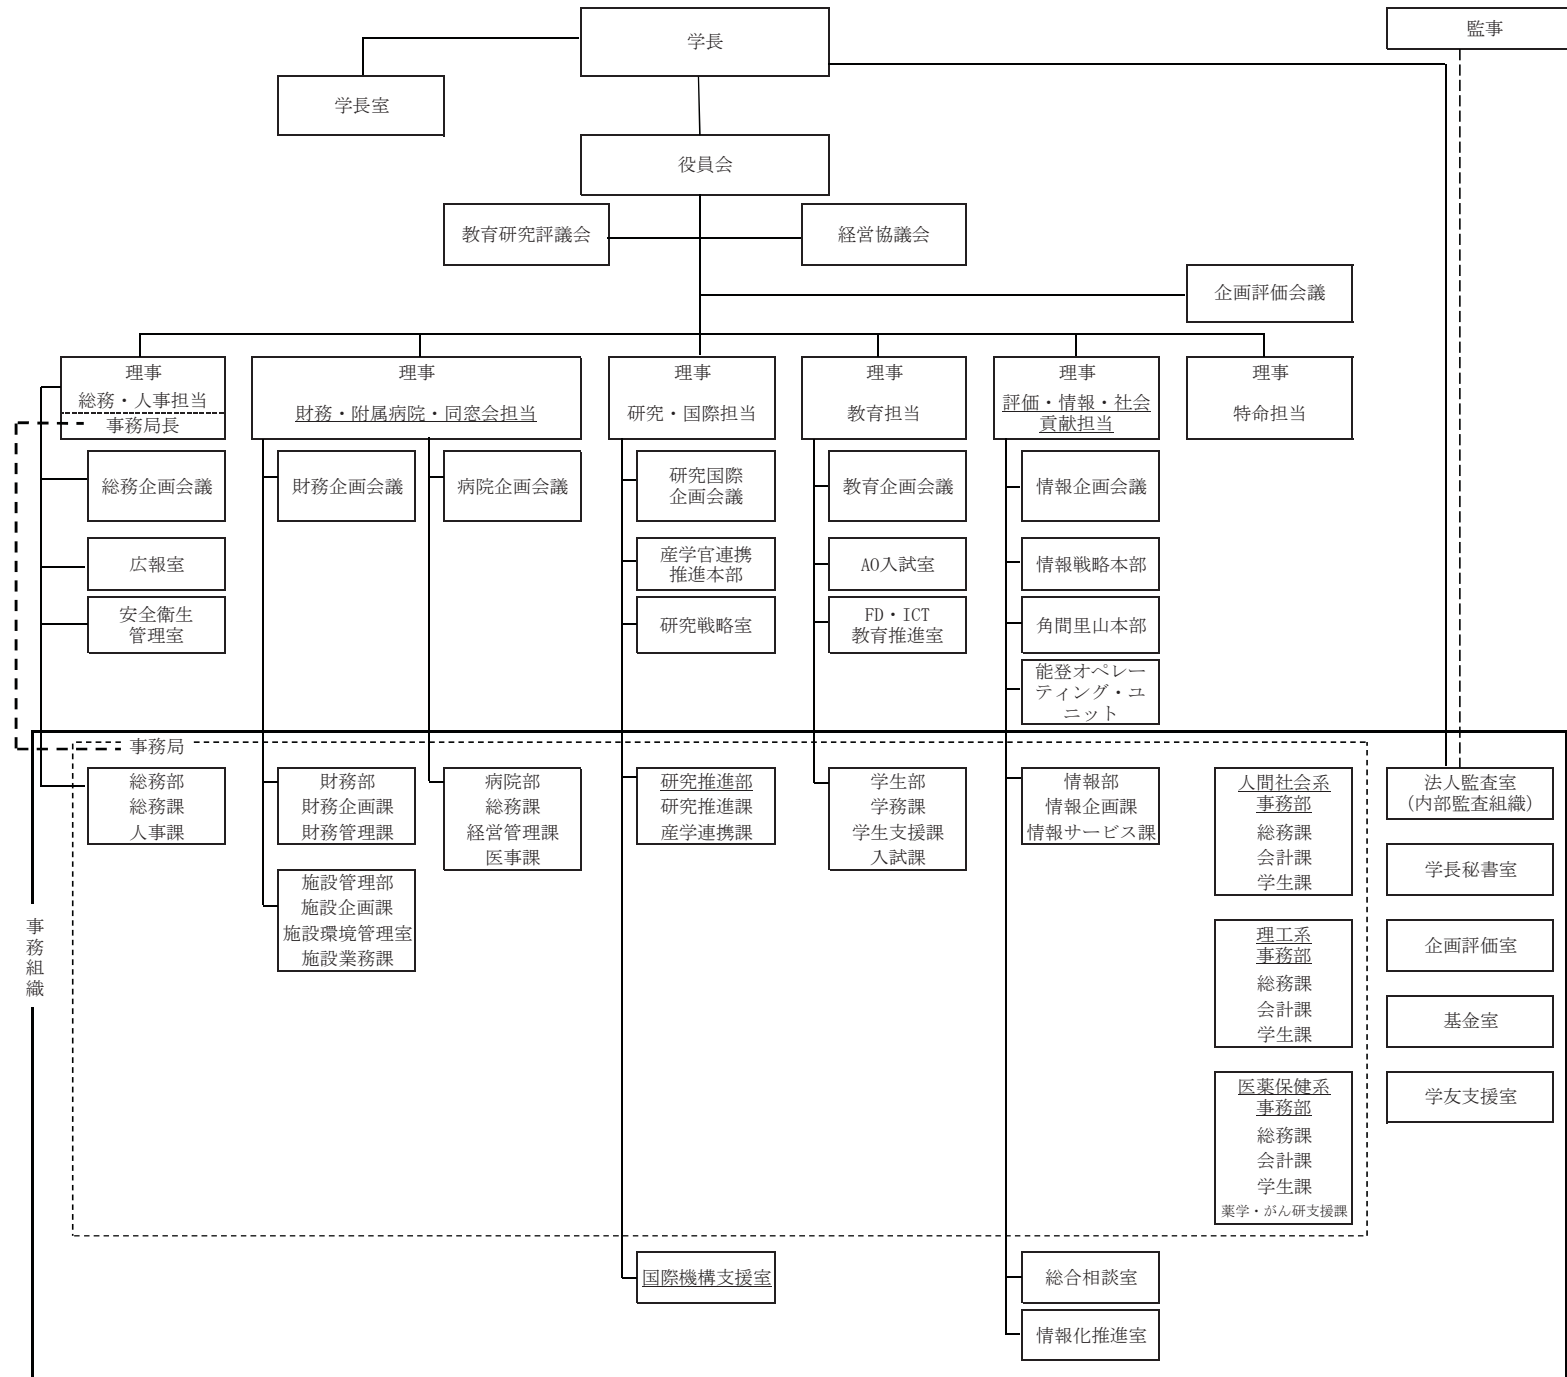 学長
監事
学長室
役員会
教育研究評議会
経営協議会
企画評価会議
理事
総務・人事担当
事務局長
理事
財務・附属病院・同窓会担当
理事
研究・国際担当
理事
教育担当
理事
評価・情報・社会
貢献担当
理事
特命担当
総務企画会議
財務企画会議
病院企画会議
研究国際
企画会議
教育企画会議
情報企画会議
広報室
産学官連携
推進本部
AO入試室
情報戦略本部
安全衛生
管理室
研究戦略室
FD・ICT
教育推進室
角間里山本部
能登オペレー
ティング・ユ
ニット
事務局
総務部
総務課
人事課
財務部
財務企画課
財務管理課
病院部
総務課
経営管理課
医事課
研究推進部
研究推進課
産学連携課
学生部
学務課
学生支援課
入試課
情報部
情報企画課
情報サービス課
人間社会系
事務部
総務課
会計課
学生課
法人監査室
(内部監査組織)
施設管理部
施設企画課
施設環境管理室
施設業務課
学長秘書室
事務組織
理工系
事務部
総務課
会計課
学生課
企画評価室
基金室
医薬保健系
事務部
総務課
会計課
学生課
薬学・がん研支援課
学友支援室
国際機構支援室
総合相談室
情報化推進室